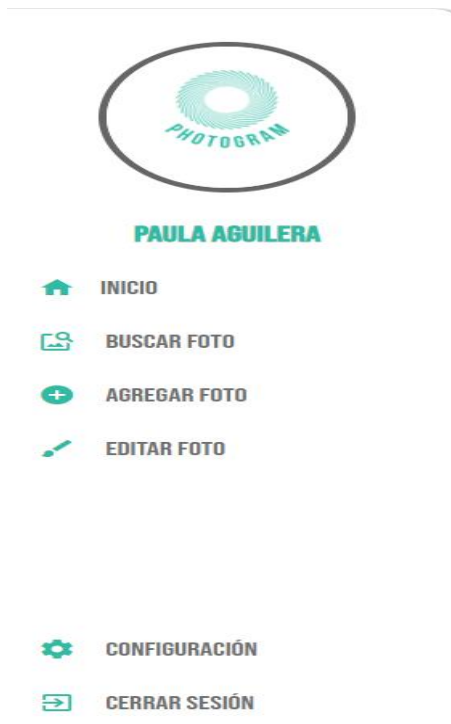 PHOTOGRAM
PAULA AGUILERA
INICIO
BUSCAR FOTO
AGREGAR FOTO
EDITAR FOTO
CONFIGURACIÓN
CERRAR SESIÓN